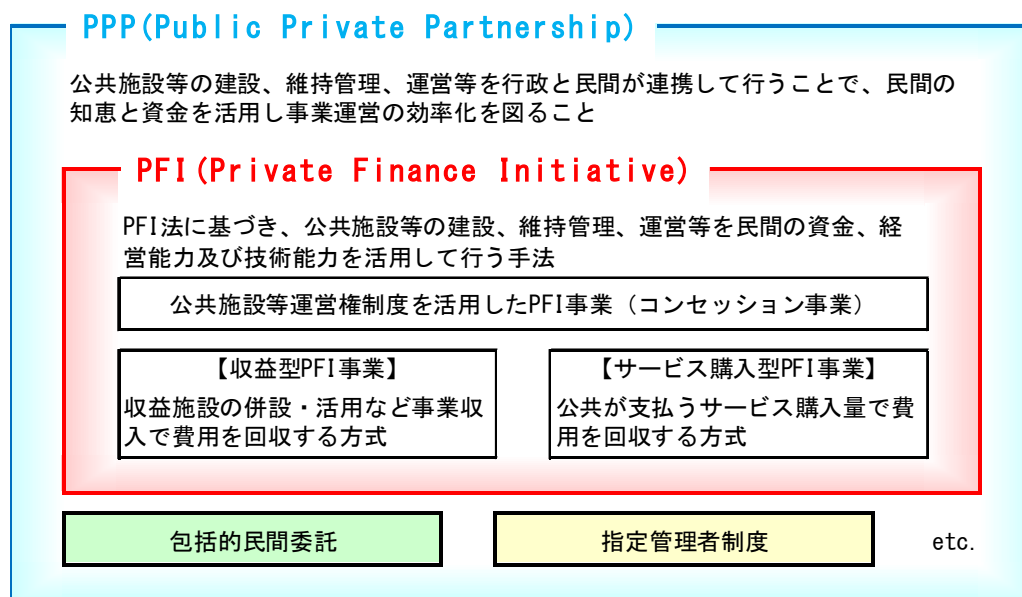 PPP(Public Private Partnership)
公共施設等の建設、維持管理、運営等を行政と民間が連携して行うことで、民間の
知恵と資金を活用し事業運営の効率化を図ること
PFI(Private Finance Initiative)
PFI法に基づき、公共施設等の建設、維持管理、運営等を民間の資金、経
営能力及び技術能力を活用して行う手法
公共施設等運営権制度を活用したPFI事業（コンセッション事業）
【収益型PFI事業】
収益施設の併設・活用など事業収
入で費用を回収する方式
【サービス購入型PFI事業】
公共が支払うサービス購入量で費
用を回収する方式
包括的民間委託
指定管理者制度
etc.